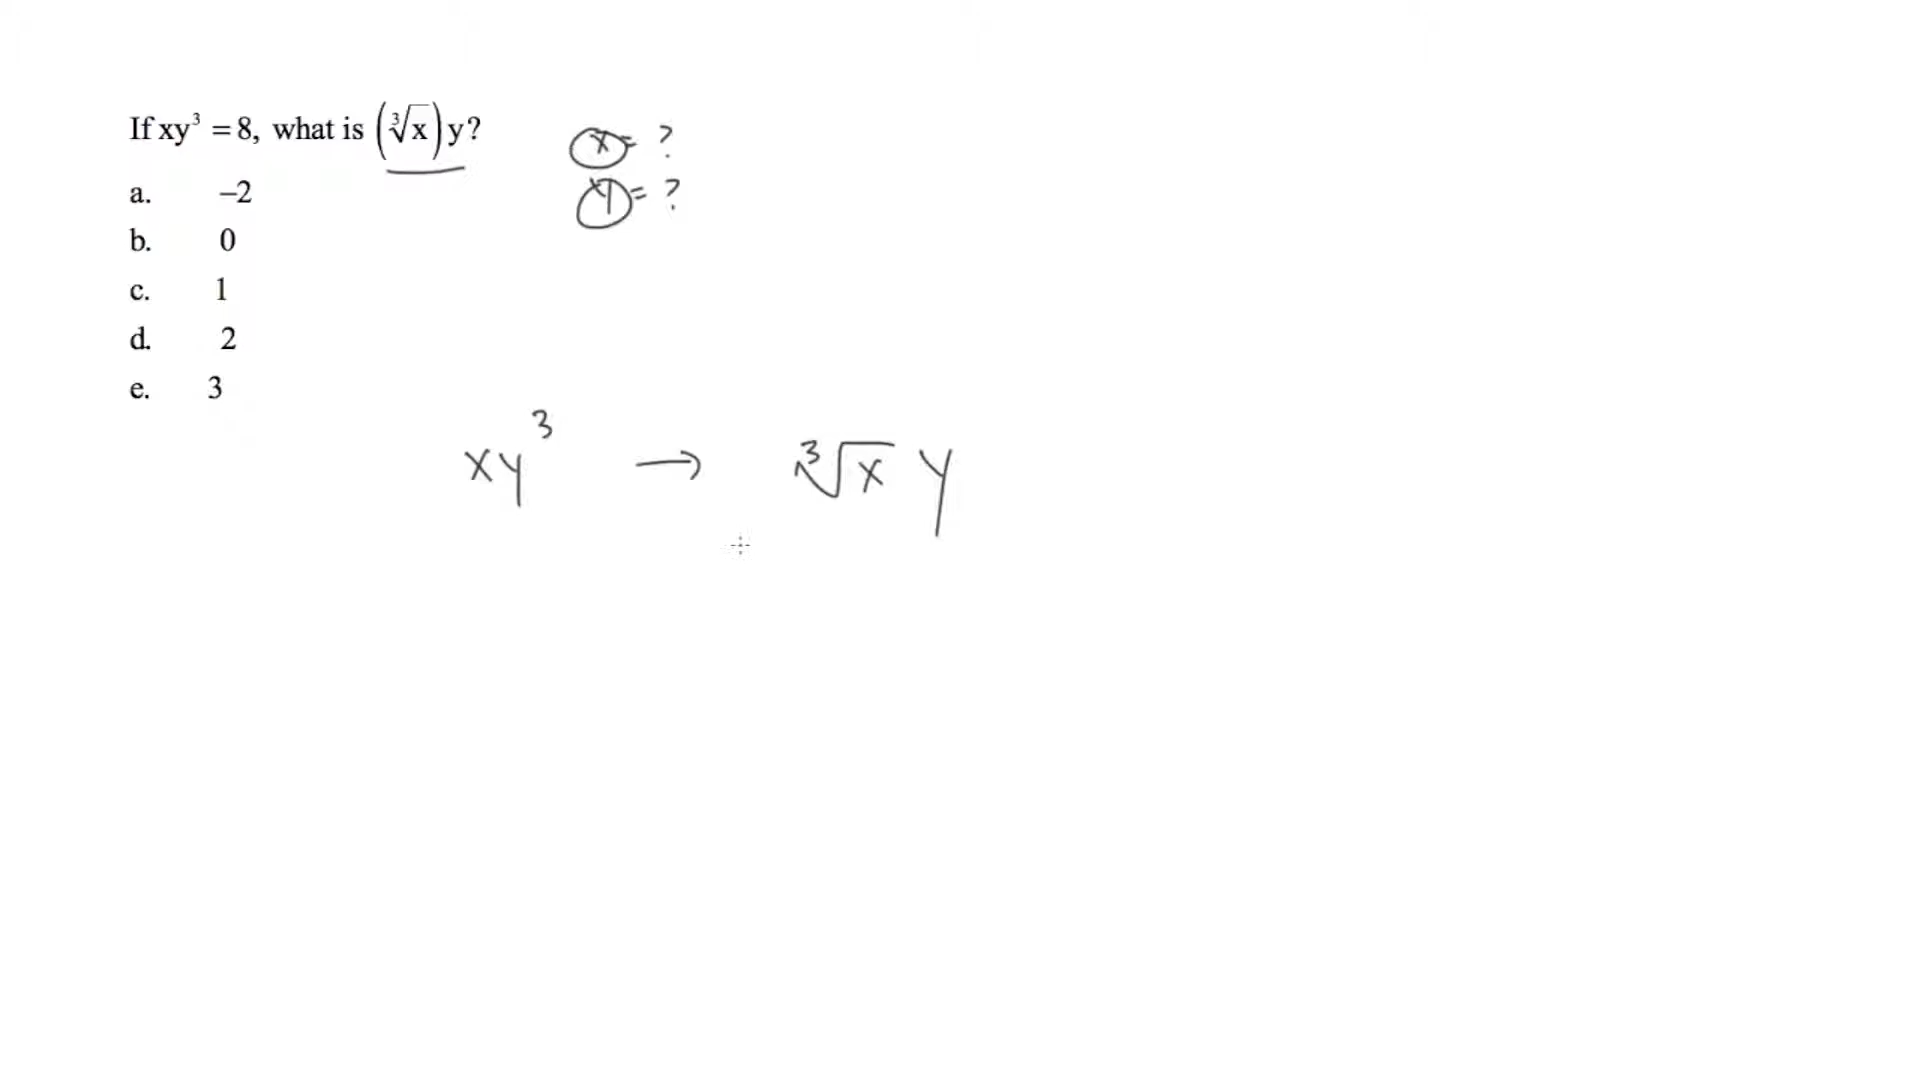 If xy³ = 8, what is (∛x)y?
x = ?
y = ?
a. –2
b. 0
c. 1
d. 2
e. 3
xy³ → ∛x y